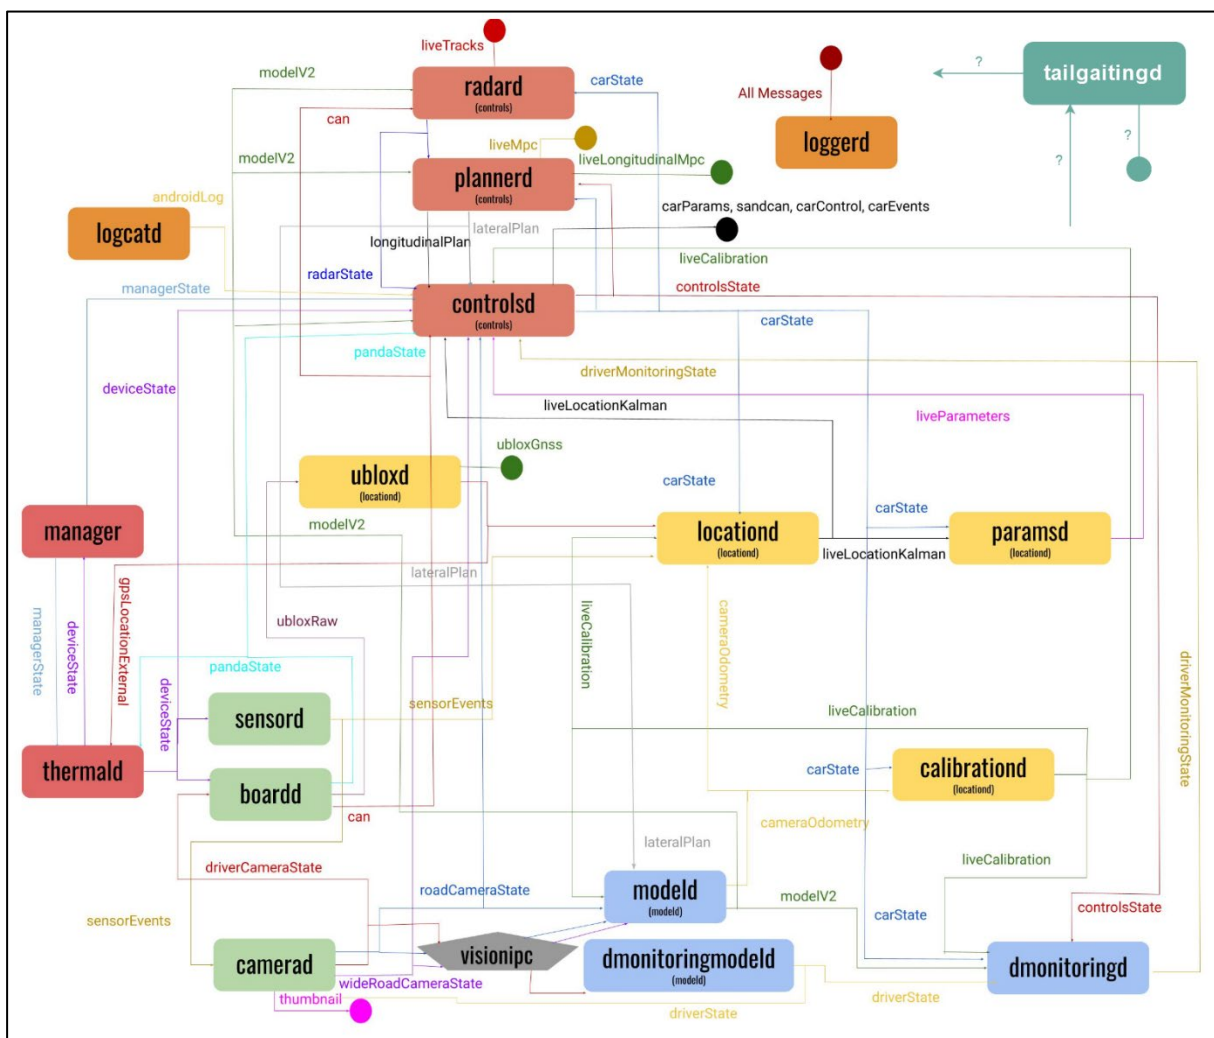 liveTracks
modelV2
radard
(controls)
carState
can
All Messages
loggerd
?
tailgaitingd
?
?
liveMpc
modelV2
plannerd
(controls)
liveLongitudinalMpc
androidLog
logcatd
carParams, sandcan, carControl, carEvents
lateralPlan
longitudinalPlan
liveCalibration
radarState
managerState
controlsd
(controls)
controlsState
carState
pandaState
driverMonitoringState
deviceState
liveLocationKalman
liveParameters
ubloxGnss
ubloxd
(locationd)
carState
manager
modelV2
locationd
(locationd)
carState
paramsd
(locationd)
liveLocationKalman
lateralPlan
managerState
deviceState
gpsLocationExternal
ubloxRaw
liveCalibration
cameraOdometry
pandaState
deviceState
sensord
sensorEvents
liveCalibration
driverMonitoringState
thermald
boardd
can
carState
calibrationd
(locationd)
cameraOdometry
lateralPlan
driverCameraState
liveCalibration
roadCameraState
modeld
(modeld)
modelV2
controlsState
sensorEvents
carState
camerad
visionipc
dmonitoringmodeld
(modeld)
dmonitoringd
wideRoadCameraState
thumbnail
driverState
driverState